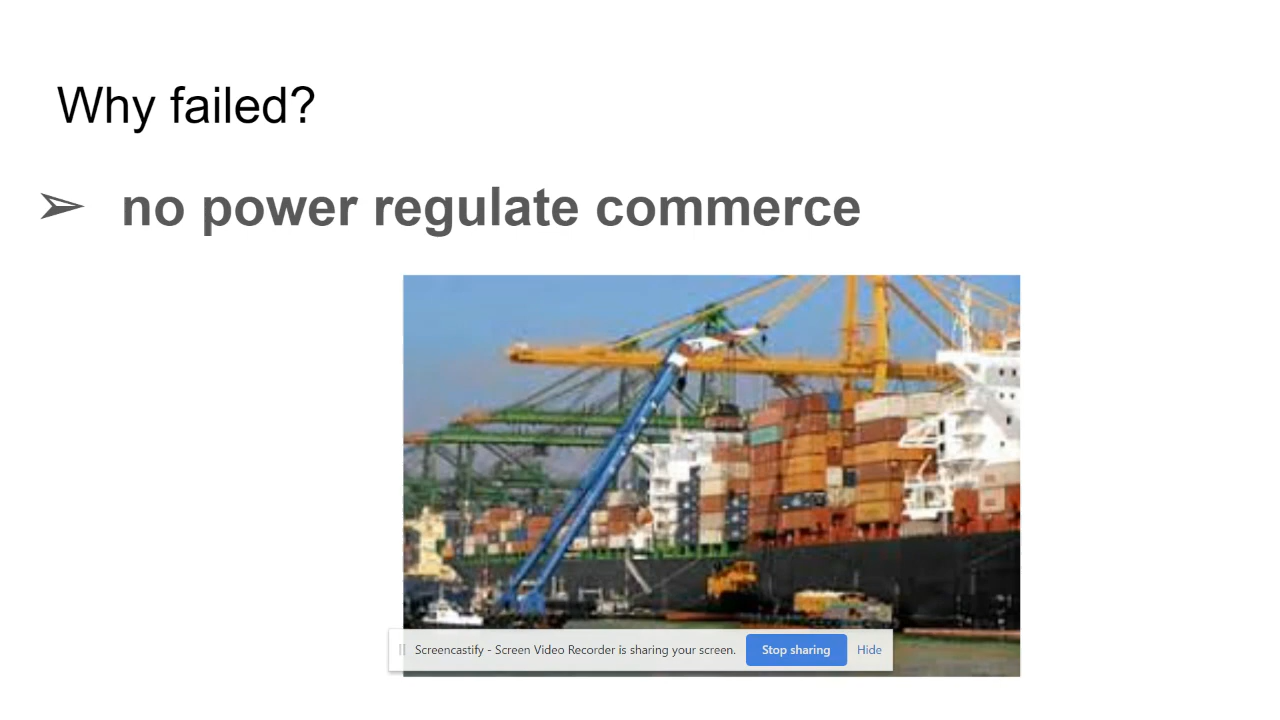 Why failed?
➢ no power regulate commerce
Screencastify - Screen Video Recorder is sharing your screen. Stop sharing Hide